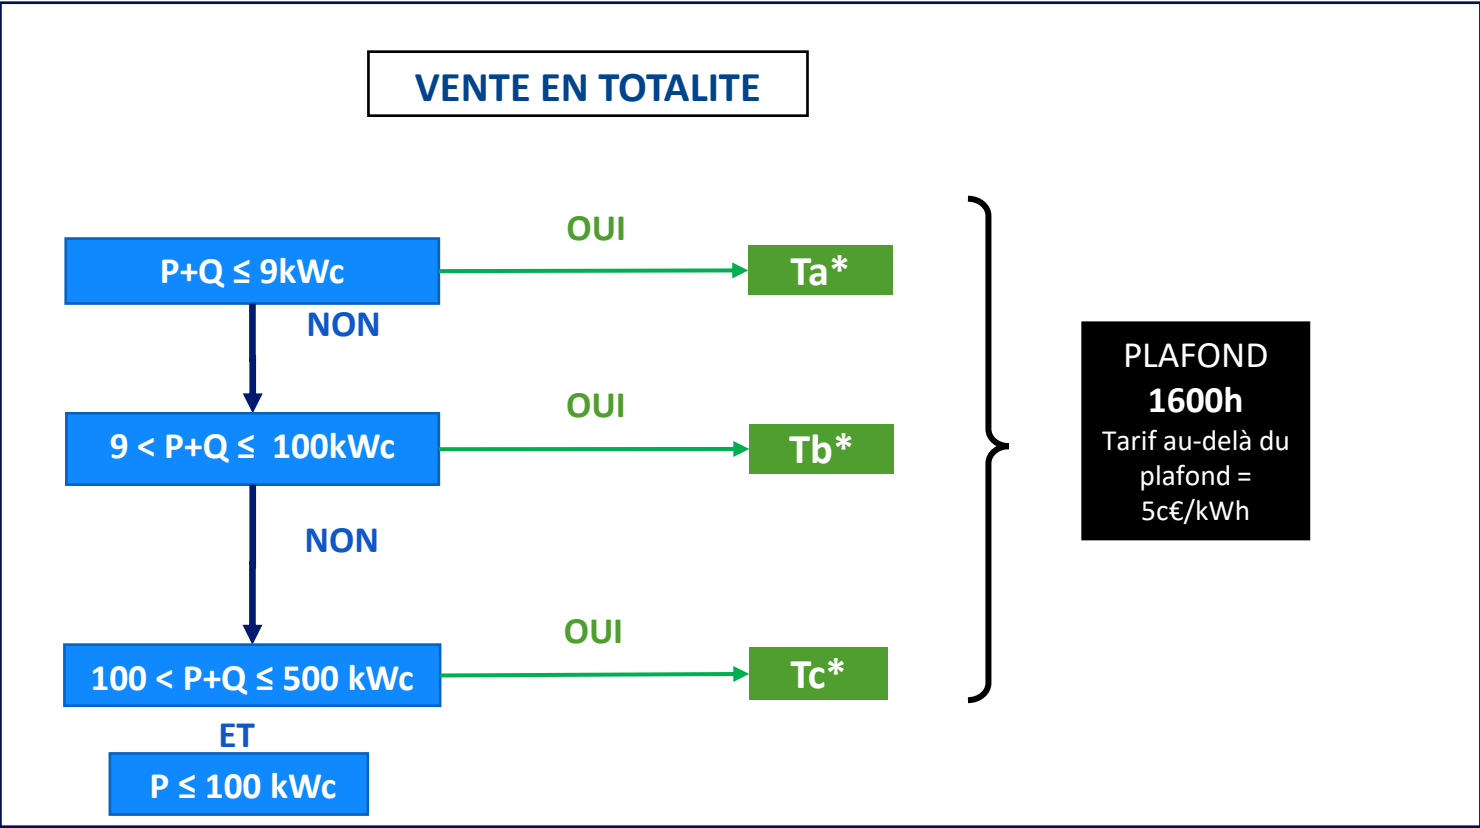 VENTE EN TOTALITE
OUI
P+Q ≤ 9kWc
Ta*
NON
OUI
9 < P+Q ≤  100kWc
Tb*
NON
OUI
100 < P+Q ≤ 500 kWc
Tc*
ET
P ≤ 100 kWc
PLAFOND
1600h
Tarif au-delà du
plafond =
5c€/kWh